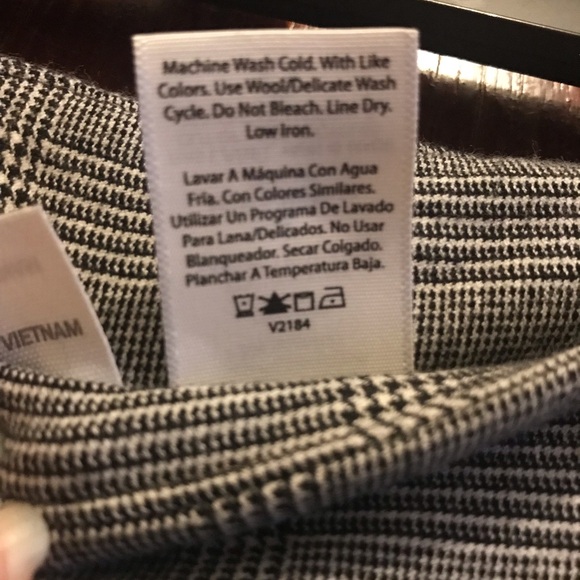 Machine Wash Cold. With Like
Colors. Use Wool/Delicate Wash
Cycle. Do Not Bleach. Line Dry.
Low Iron.
Lavar A Máquina Con Agua
Fría. Con Colores Similares.
Utilizar Un Programa De Lavado
Para Lana/Delicados. No Usar
Blanqueador. Secar Colgado.
Planchar A Temperatura Baja.
V2184
VIETNAM